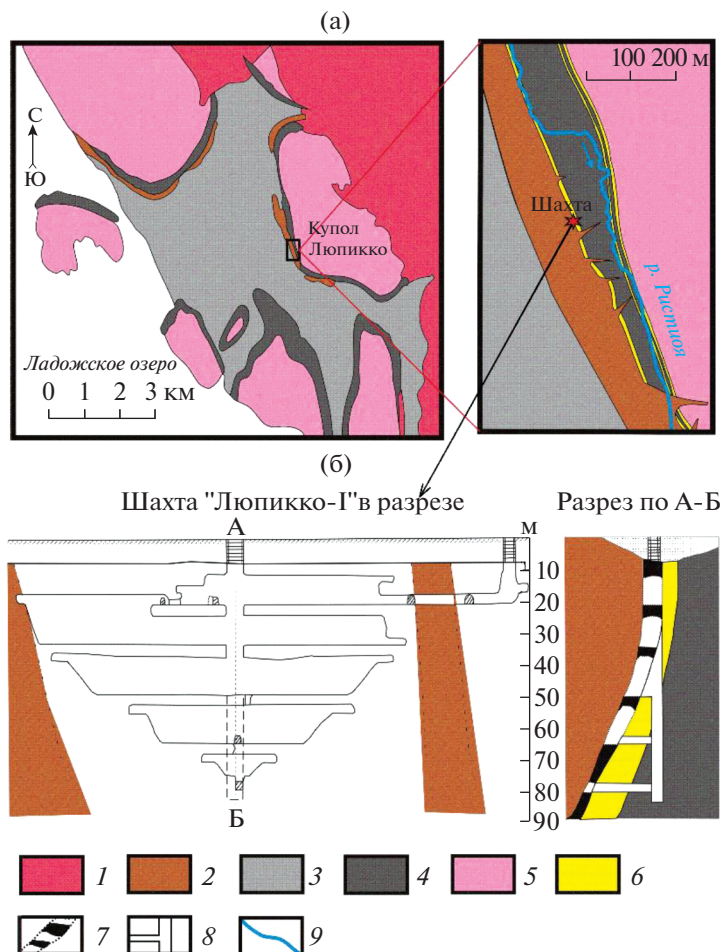 (а)
С
Ю
Купол
Люпикко
Ладожское озеро
0 1 2 3 км
100 200 м
Шахта
р. Ристиоя
(б)
Шахта "Люпикко-I"в разрезе
Разрез по А-Б
А
м
10
20
30
40
50
60
70
80
90
Б
1 2 3 4 5 6
7 8 9